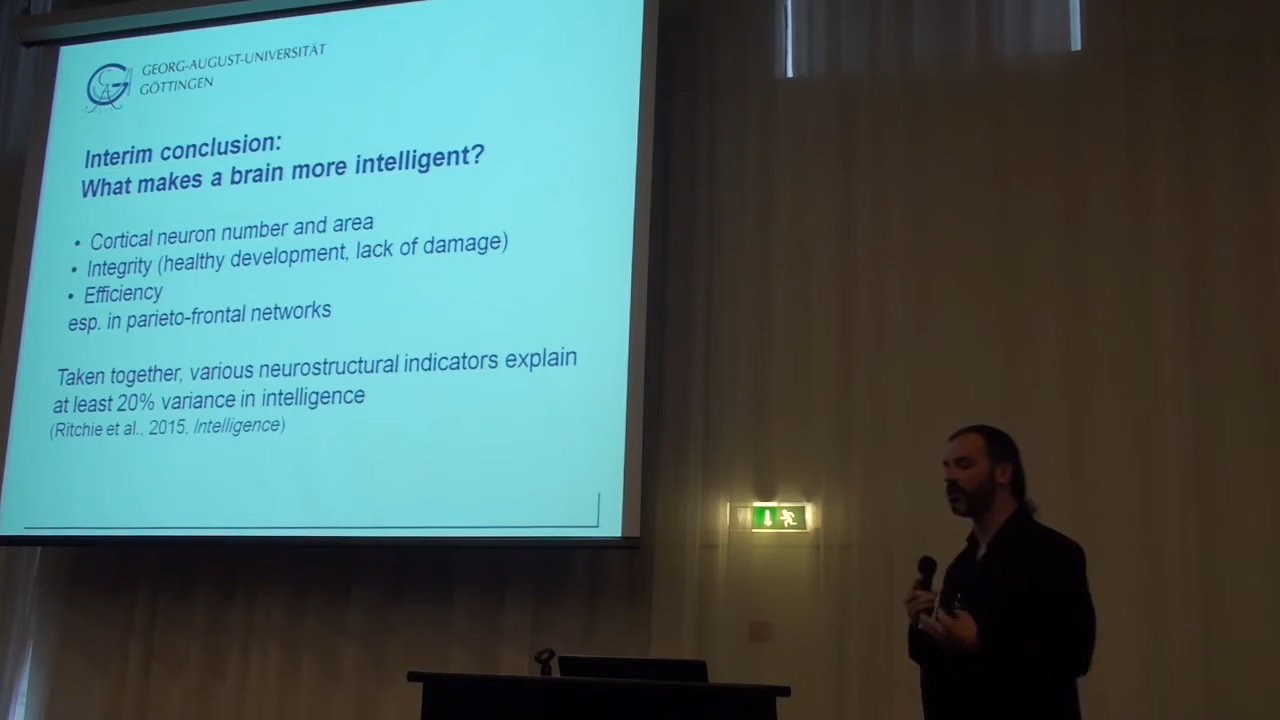 GEORG-AUGUST-UNIVERSITÄT
GÖTTINGEN
Interim conclusion:
What makes a brain more intelligent?
• Cortical neuron number and area
• Integrity (healthy development, lack of damage)
• Efficiency
esp. in parieto-frontal networks
Taken together, various neurostructural indicators explain
at least 20% variance in intelligence
(Ritchie et al., 2015, Intelligence)